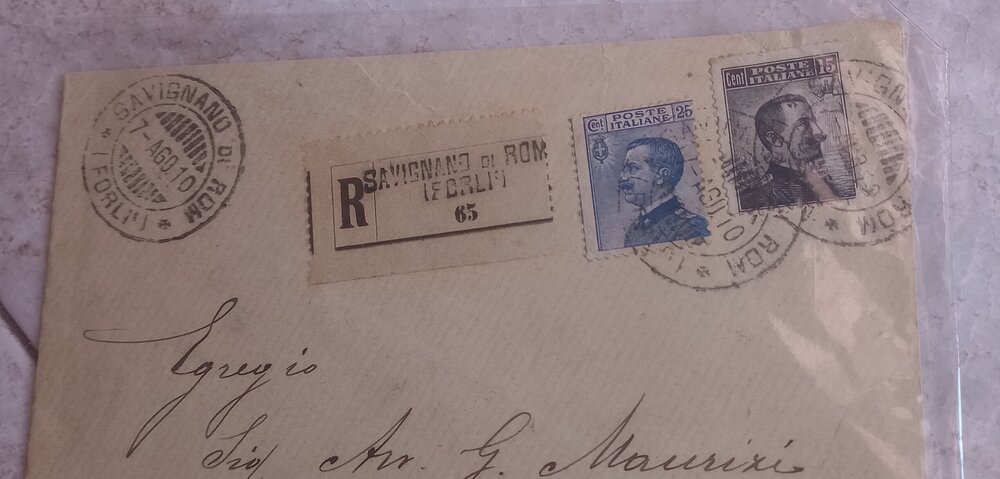 SAVIGNANO DI ROM
7-AGO.10
* (FORLI') *
R
SAVIGNANO DI ROM
(FORLI')
65
Cent POSTE 25
ITALIANE
Cent POSTE 15
ITALIANE
Egregio
Sig Avv. G. Maurizi